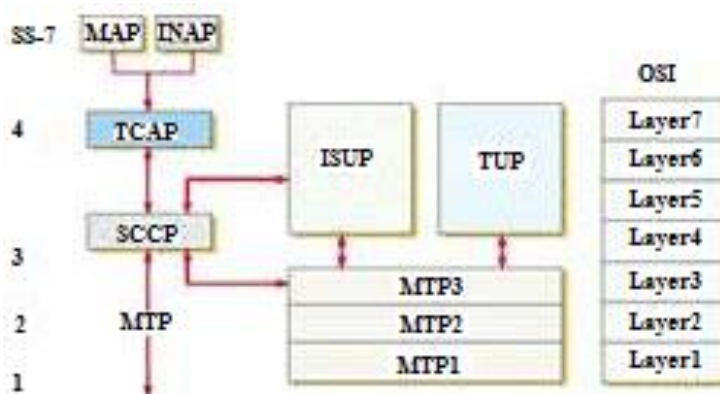 SS-7 MAP INAP
OSI
4 TCAP
ISUP TUP
Layer7
Layer6
Layer5
SCCP
Layer4
3
MTP3
Layer3
MTP
2
MTP2
Layer2
1
MTP1
Layer1